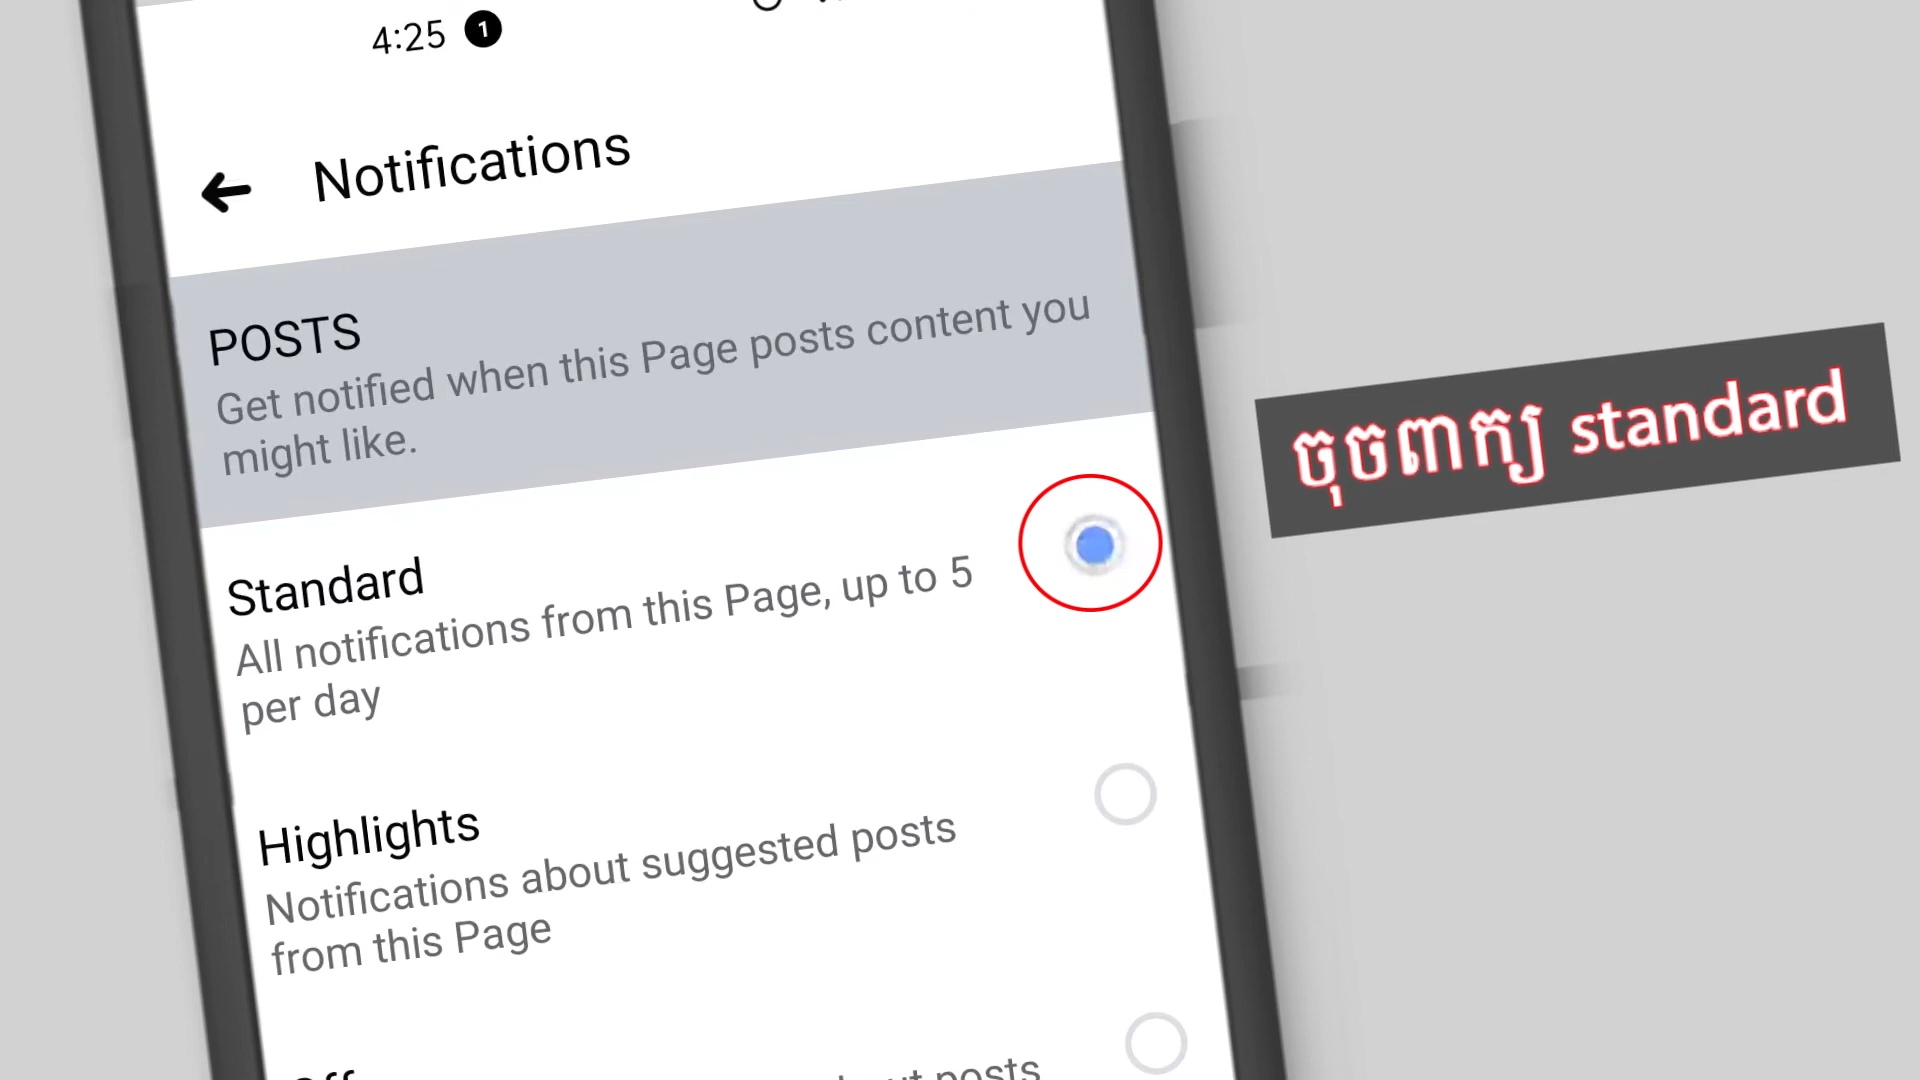 4:25 1
Notifications
POSTS
Get notified when this Page posts content you
might like.
Standard
All notifications from this Page, up to 5
per day
Highlights
Notifications about suggested posts
from this Page
posts
ចុចពាក្យ standard